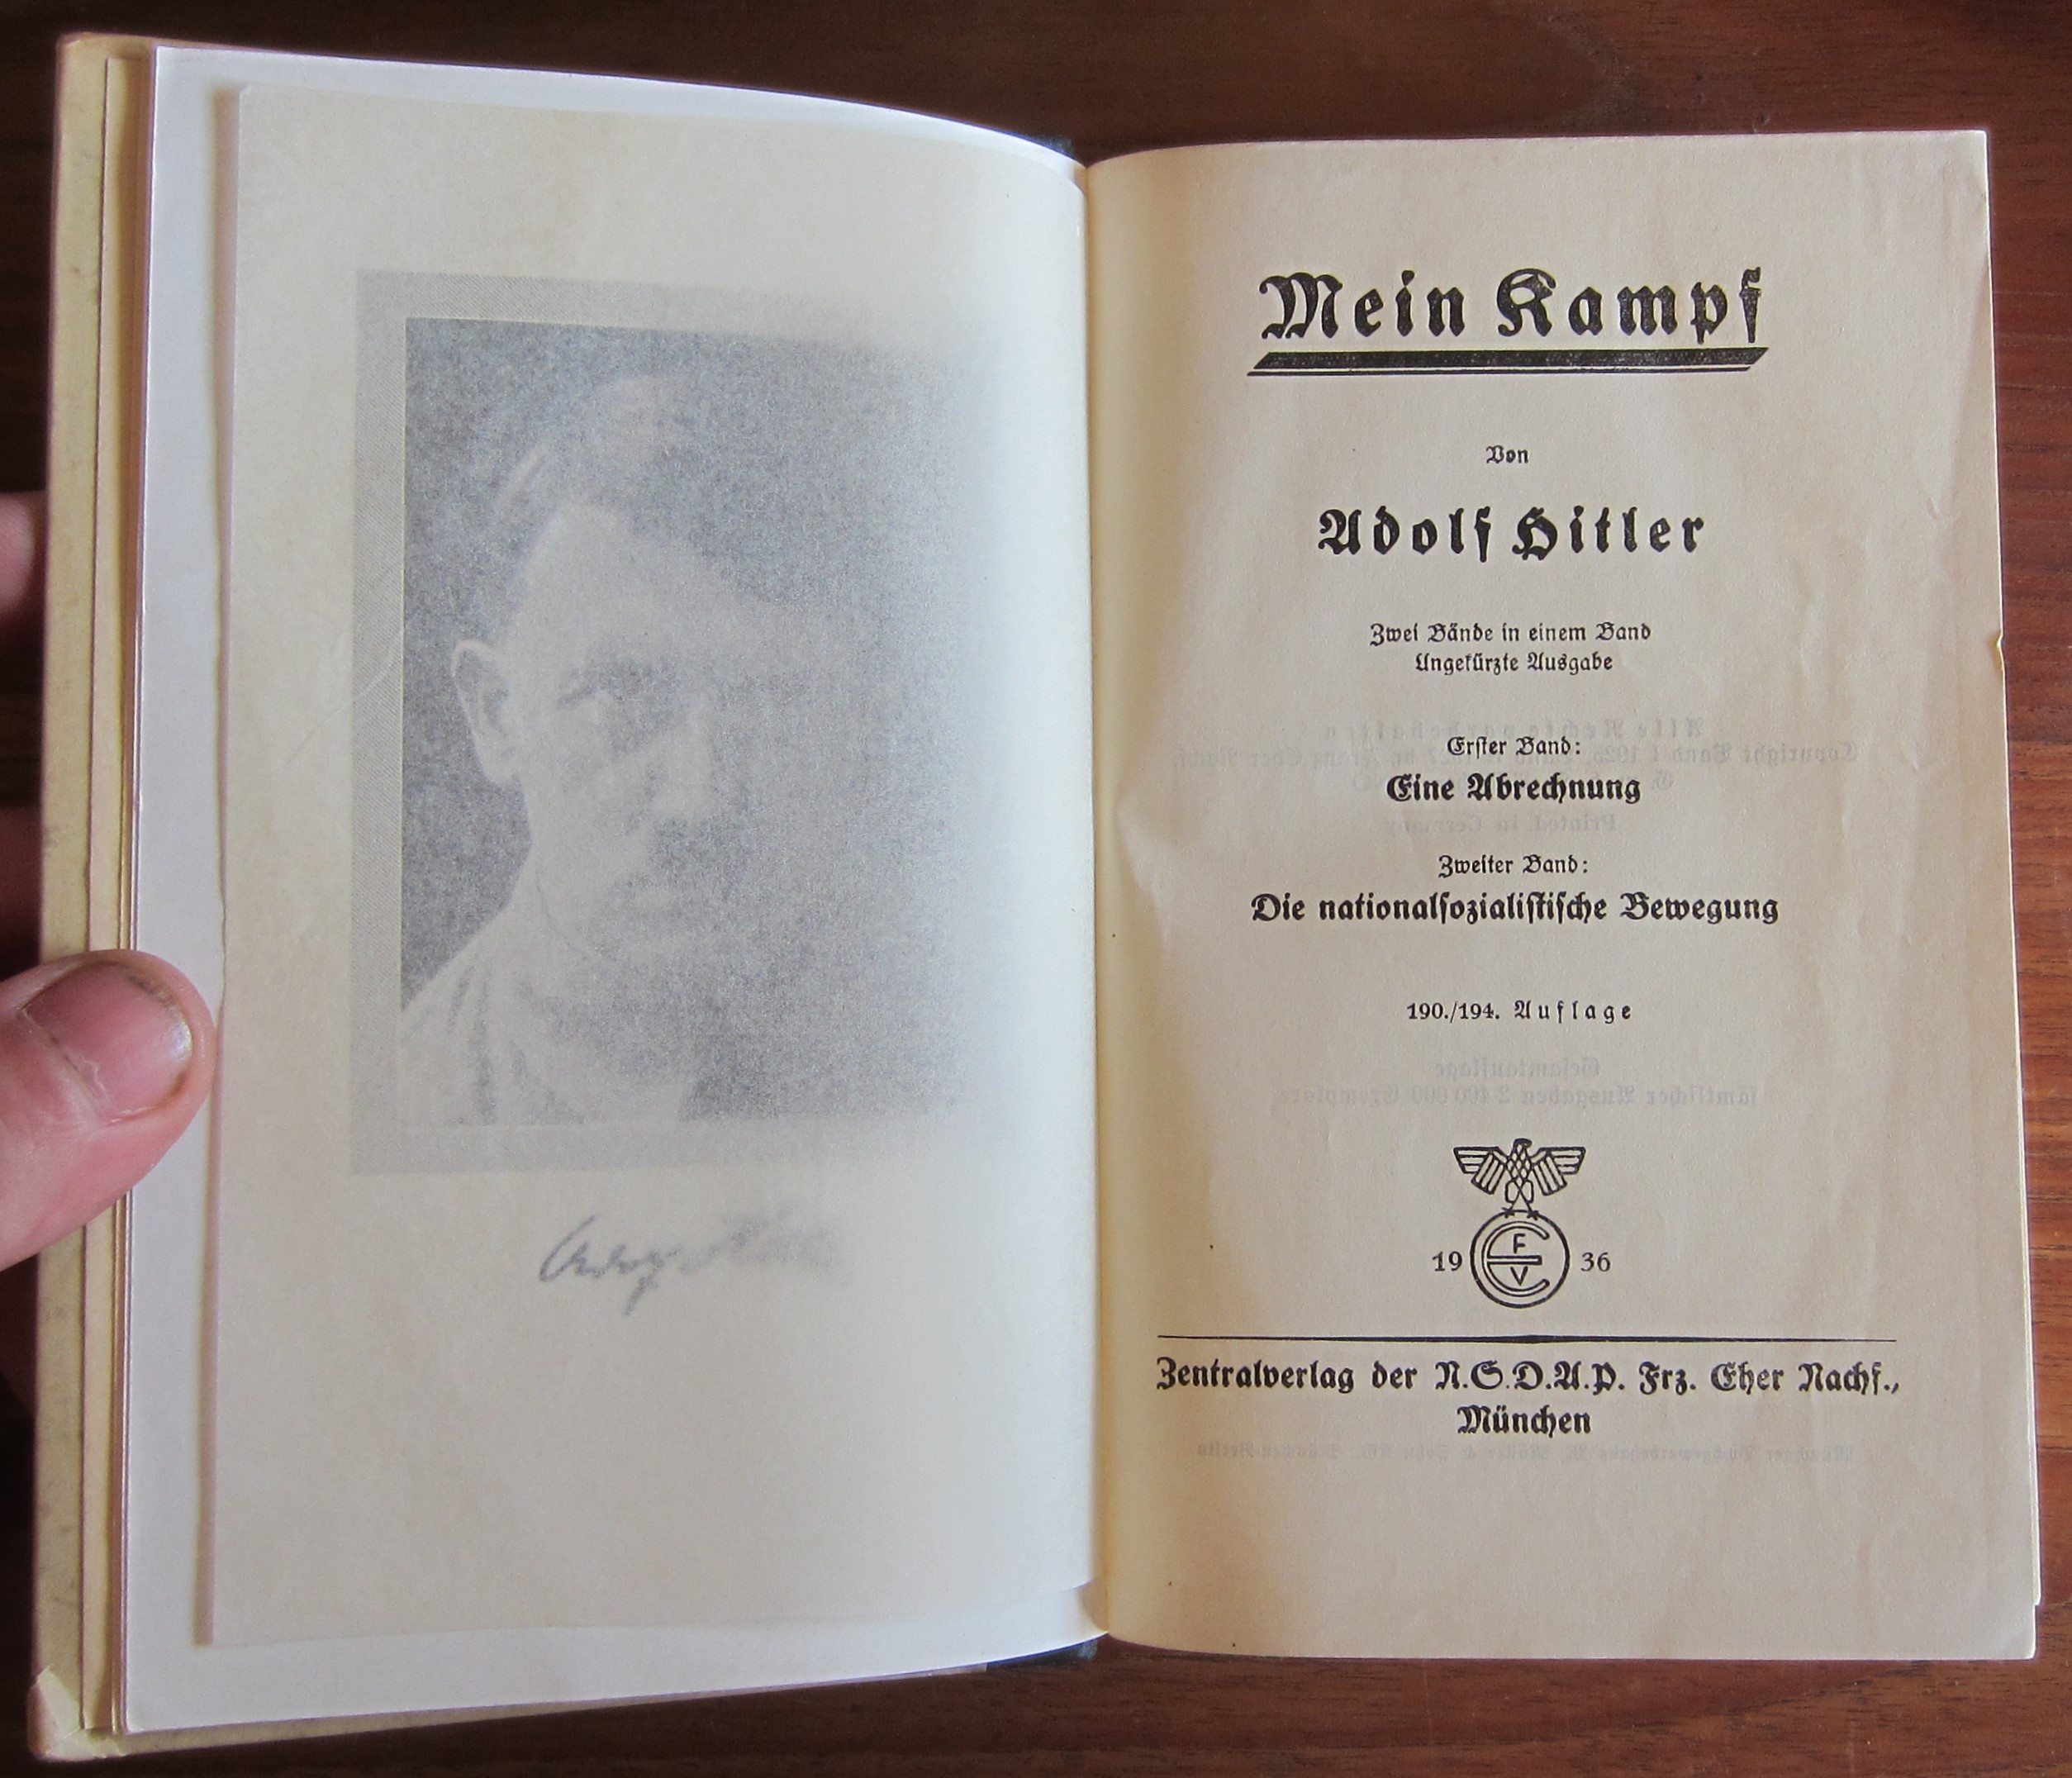 Mein Kampf
Von
Adolf Hitler
Zwei Bände in einem Band
Ungekürzte Ausgabe
Erster Band:
Eine Abrechnung
Zweiter Band:
Die nationalsozialistische Bewegung
190./194. Auflage
19 FEV 36
Zentralverlag der N.S.D.A.P. Frz. Eher Nachf.,
München